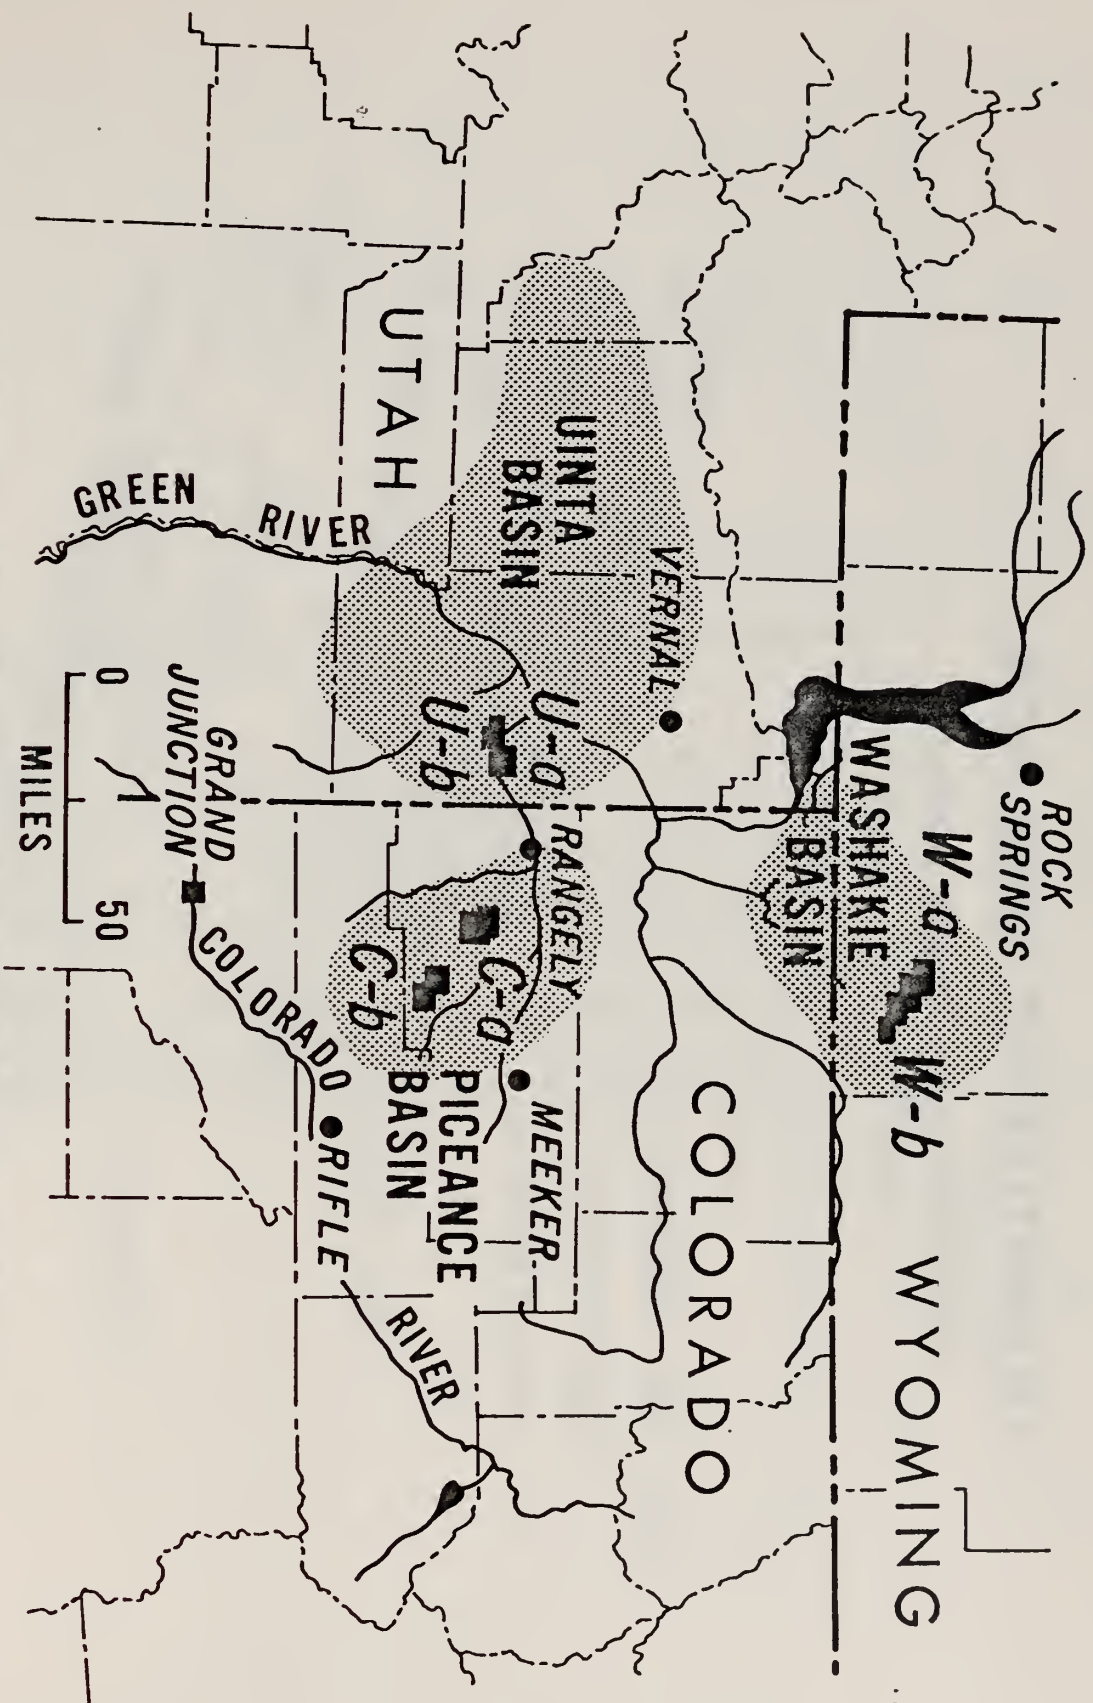 ROCK
SPRINGS
W-a
W-b
WYOMING
WASHAKIE
BASIN
VERNAL
COLORADO
UINTA
BASIN
U-a
U-b
RANGELY
MEEKER
C-a
C-b
PICEANCE
BASIN
UTAH
GREEN RIVER
RIFLE
COLORADO RIVER
GRAND
JUNCTION
0 50
MILES